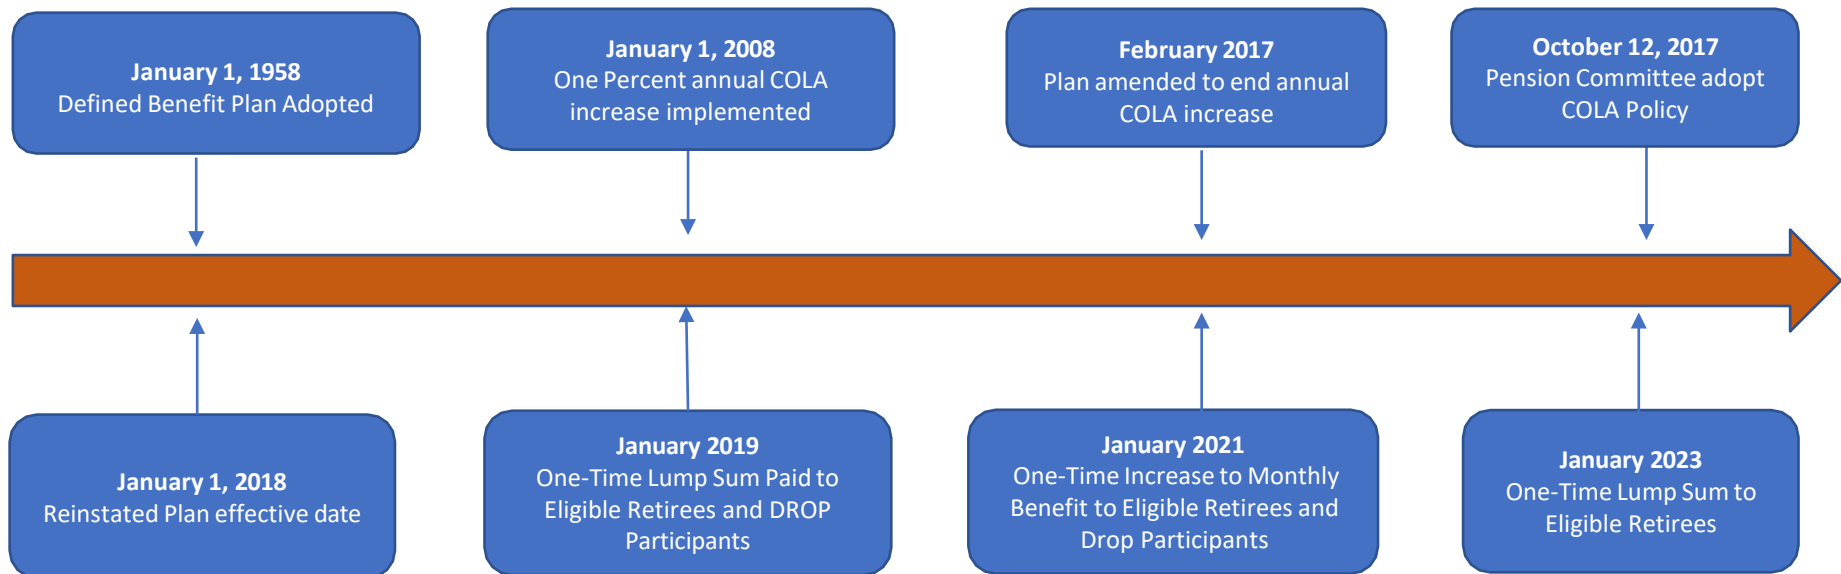 January 1, 1958
Defined Benefit Plan Adopted
January 1, 2008
One Percent annual COLA
increase implemented
February 2017
Plan amended to end annual
COLA increase
October 12, 2017
Pension Committee adopt
COLA Policy
January 1, 2018
Reinstated Plan effective date
January 2019
One-Time Lump Sum Paid to
Eligible Retirees and DROP
Participants
January 2021
One-Time Increase to Monthly
Benefit to Eligible Retirees and
Drop Participants
January 2023
One-Time Lump Sum to
Eligible Retirees